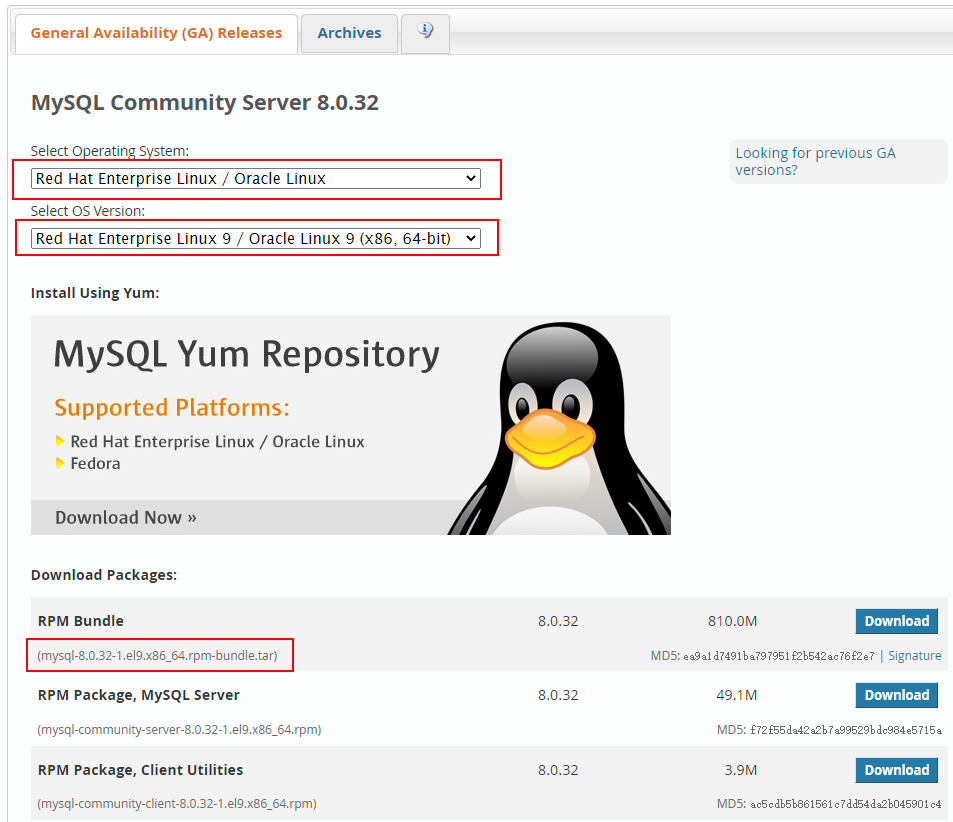 General Availability (GA) Releases
Archives
MySQL Community Server 8.0.32
Select Operating System:
Looking for previous GA
versions?
Red Hat Enterprise Linux / Oracle Linux
Select OS Version:
Red Hat Enterprise Linux 9 / Oracle Linux 9 (x86, 64-bit)
Install Using Yum:
MySQL Yum Repository
Supported Platforms:
Red Hat Enterprise Linux / Oracle Linux
Fedora
Download Now »
Download Packages:
RPM Bundle 8.0.32 810.0M Download
(mysql-8.0.32-1.el9.x86_64.rpm-bundle.tar) MD5: ea9a1d7491ba797951f2b542ac76f2e7 | Signature
RPM Package, MySQL Server 8.0.32 49.1M Download
(mysql-community-server-8.0.32-1.el9.x86_64.rpm) MD5: f72f55da42a2b7a99529bdc984e5715a
RPM Package, Client Utilities 8.0.32 3.9M Download
(mysql-community-client-8.0.32-1.el9.x86_64.rpm) MD5: ac5cdb5b861561c7dd54da2b045901c4